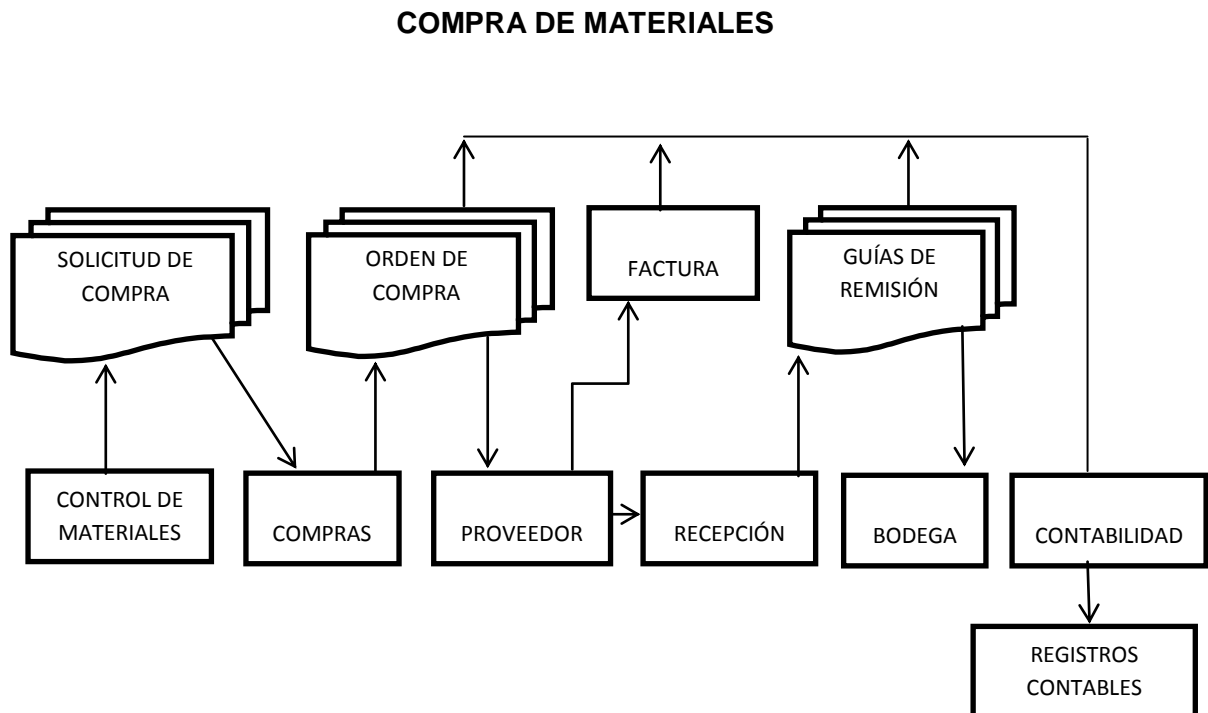 COMPRA DE MATERIALES
SOLICITUD DE
COMPRA
ORDEN DE
COMPRA
FACTURA
GUÍAS DE
REMISIÓN
CONTROL DE
MATERIALES
COMPRAS
PROVEEDOR
RECEPCIÓN
BODEGA
CONTABILIDAD
REGISTROS
CONTABLES